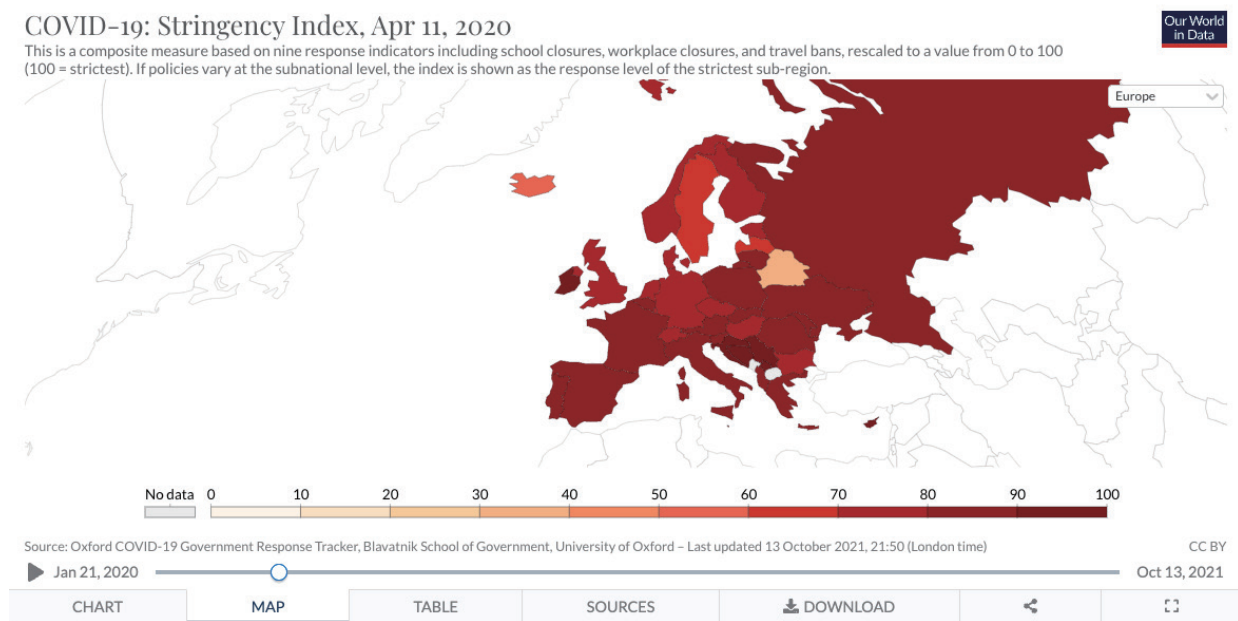 COVID-19: Stringency Index, Apr 11, 2020
Our World
in Data
This is a composite measure based on nine response indicators including school closures, workplace closures, and travel bans, rescaled to a value from 0 to 100
(100 = strictest). If policies vary at the subnational level, the index is shown as the response level of the strictest sub-region.
Europe
No data 0 10 20 30 40 50 60 70 80 90 100
Source: Oxford COVID-19 Government Response Tracker, Blavatnik School of Government, University of Oxford – Last updated 13 October 2021, 21:50 (London time) CC BY
Jan 21, 2020 Oct 13, 2021
CHART MAP TABLE SOURCES DOWNLOAD